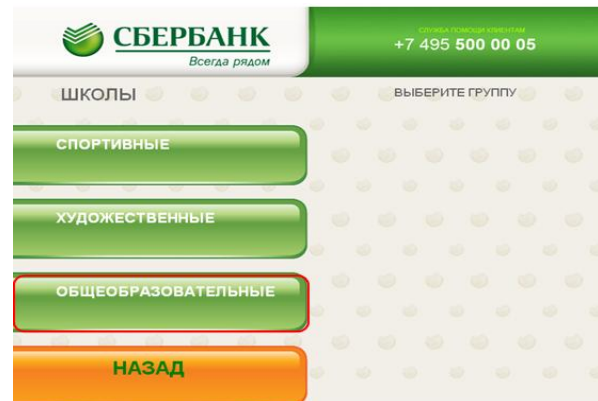 СБЕРБАНК
Всегда рядом
СЛУЖБА ПОМОЩИ КЛИЕНТАМ
+7 495 500 00 05
ШКОЛЫ
ВЫБЕРИТЕ ГРУППУ
СПОРТИВНЫЕ
ХУДОЖЕСТВЕННЫЕ
ОБЩЕОБРАЗОВАТЕЛЬНЫЕ
НАЗАД